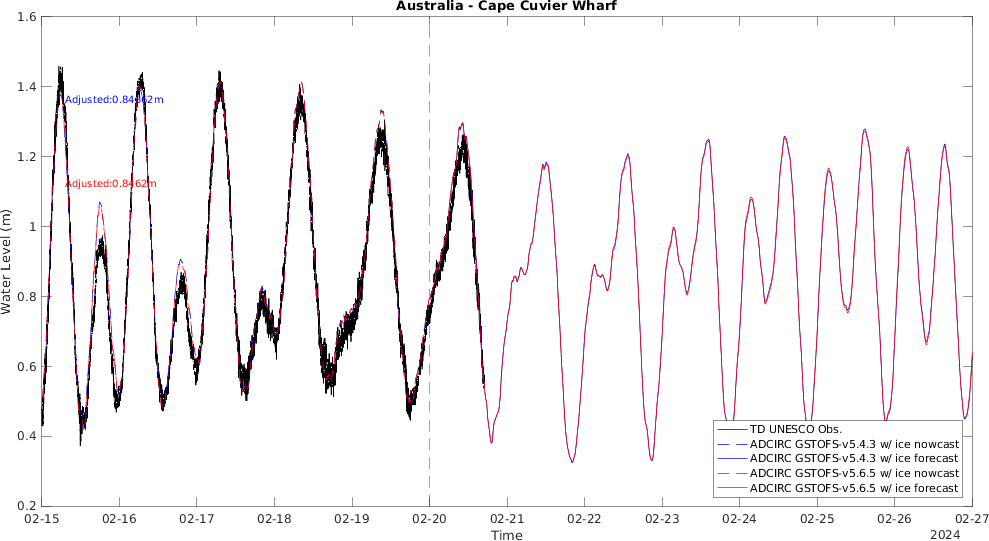 Australia - Cape Cuvier Wharf
Water Level (m)
1.6
1.4
1.2
1
0.8
0.6
0.4
0.2
Adjusted:0.84862m
Adjusted:0.8462m
TD UNESCO Obs.
ADCIRC GSTOFS-v5.4.3 w/ ice nowcast
ADCIRC GSTOFS-v5.4.3 w/ ice forecast
ADCIRC GSTOFS-v5.6.5 w/ ice nowcast
ADCIRC GSTOFS-v5.6.5 w/ ice forecast
02-15 02-16 02-17 02-18 02-19 02-20 02-21 02-22 02-23 02-24 02-25 02-26 02-27
Time
2024